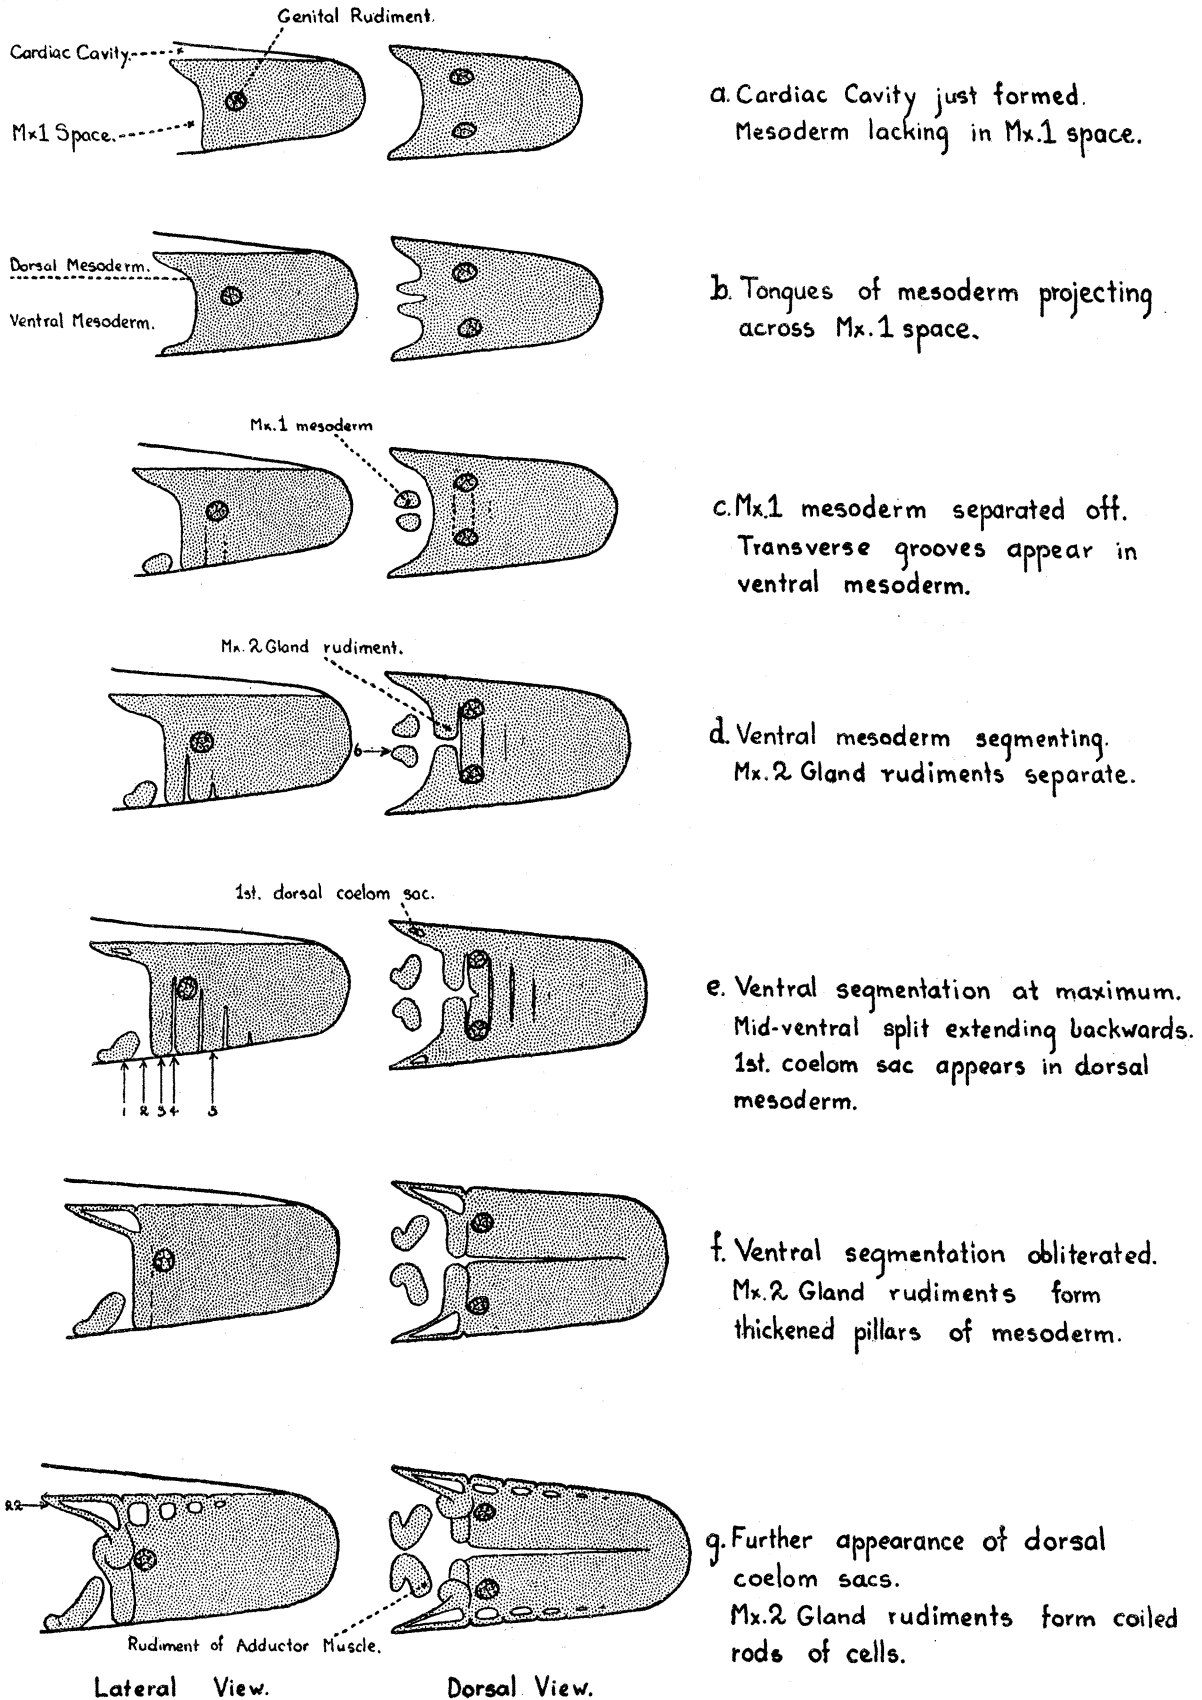 Genital Rudiment.
Cardiac Cavity.
Mx1 Space.
a. Cardiac Cavity just formed.
Mesoderm lacking in Mx.1 space.
Dorsal Mesoderm.
Ventral Mesoderm.
b. Tongues of mesoderm projecting
across Mx.1 space.
Mx.1 mesoderm
c. Mx.1 mesoderm separated off.
Transverse grooves appear in
ventral mesoderm.
Mx.2 Gland rudiment.
6
d. Ventral mesoderm segmenting.
Mx.2 Gland rudiments separate.
1st. dorsal coelom sac.
e. Ventral segmentation at maximum.
Mid-ventral split extending backwards.
1st. coelom sac appears in dorsal
mesoderm.
1 2 3 4 5
f. Ventral segmentation obliterated.
Mx.2 Gland rudiments form
thickened pillars of mesoderm.
22
g. Further appearance of dorsal
coelom sacs.
Mx.2 Gland rudiments form coiled
rods of cells.
Rudiment of Adductor Muscle.
Lateral View.
Dorsal View.